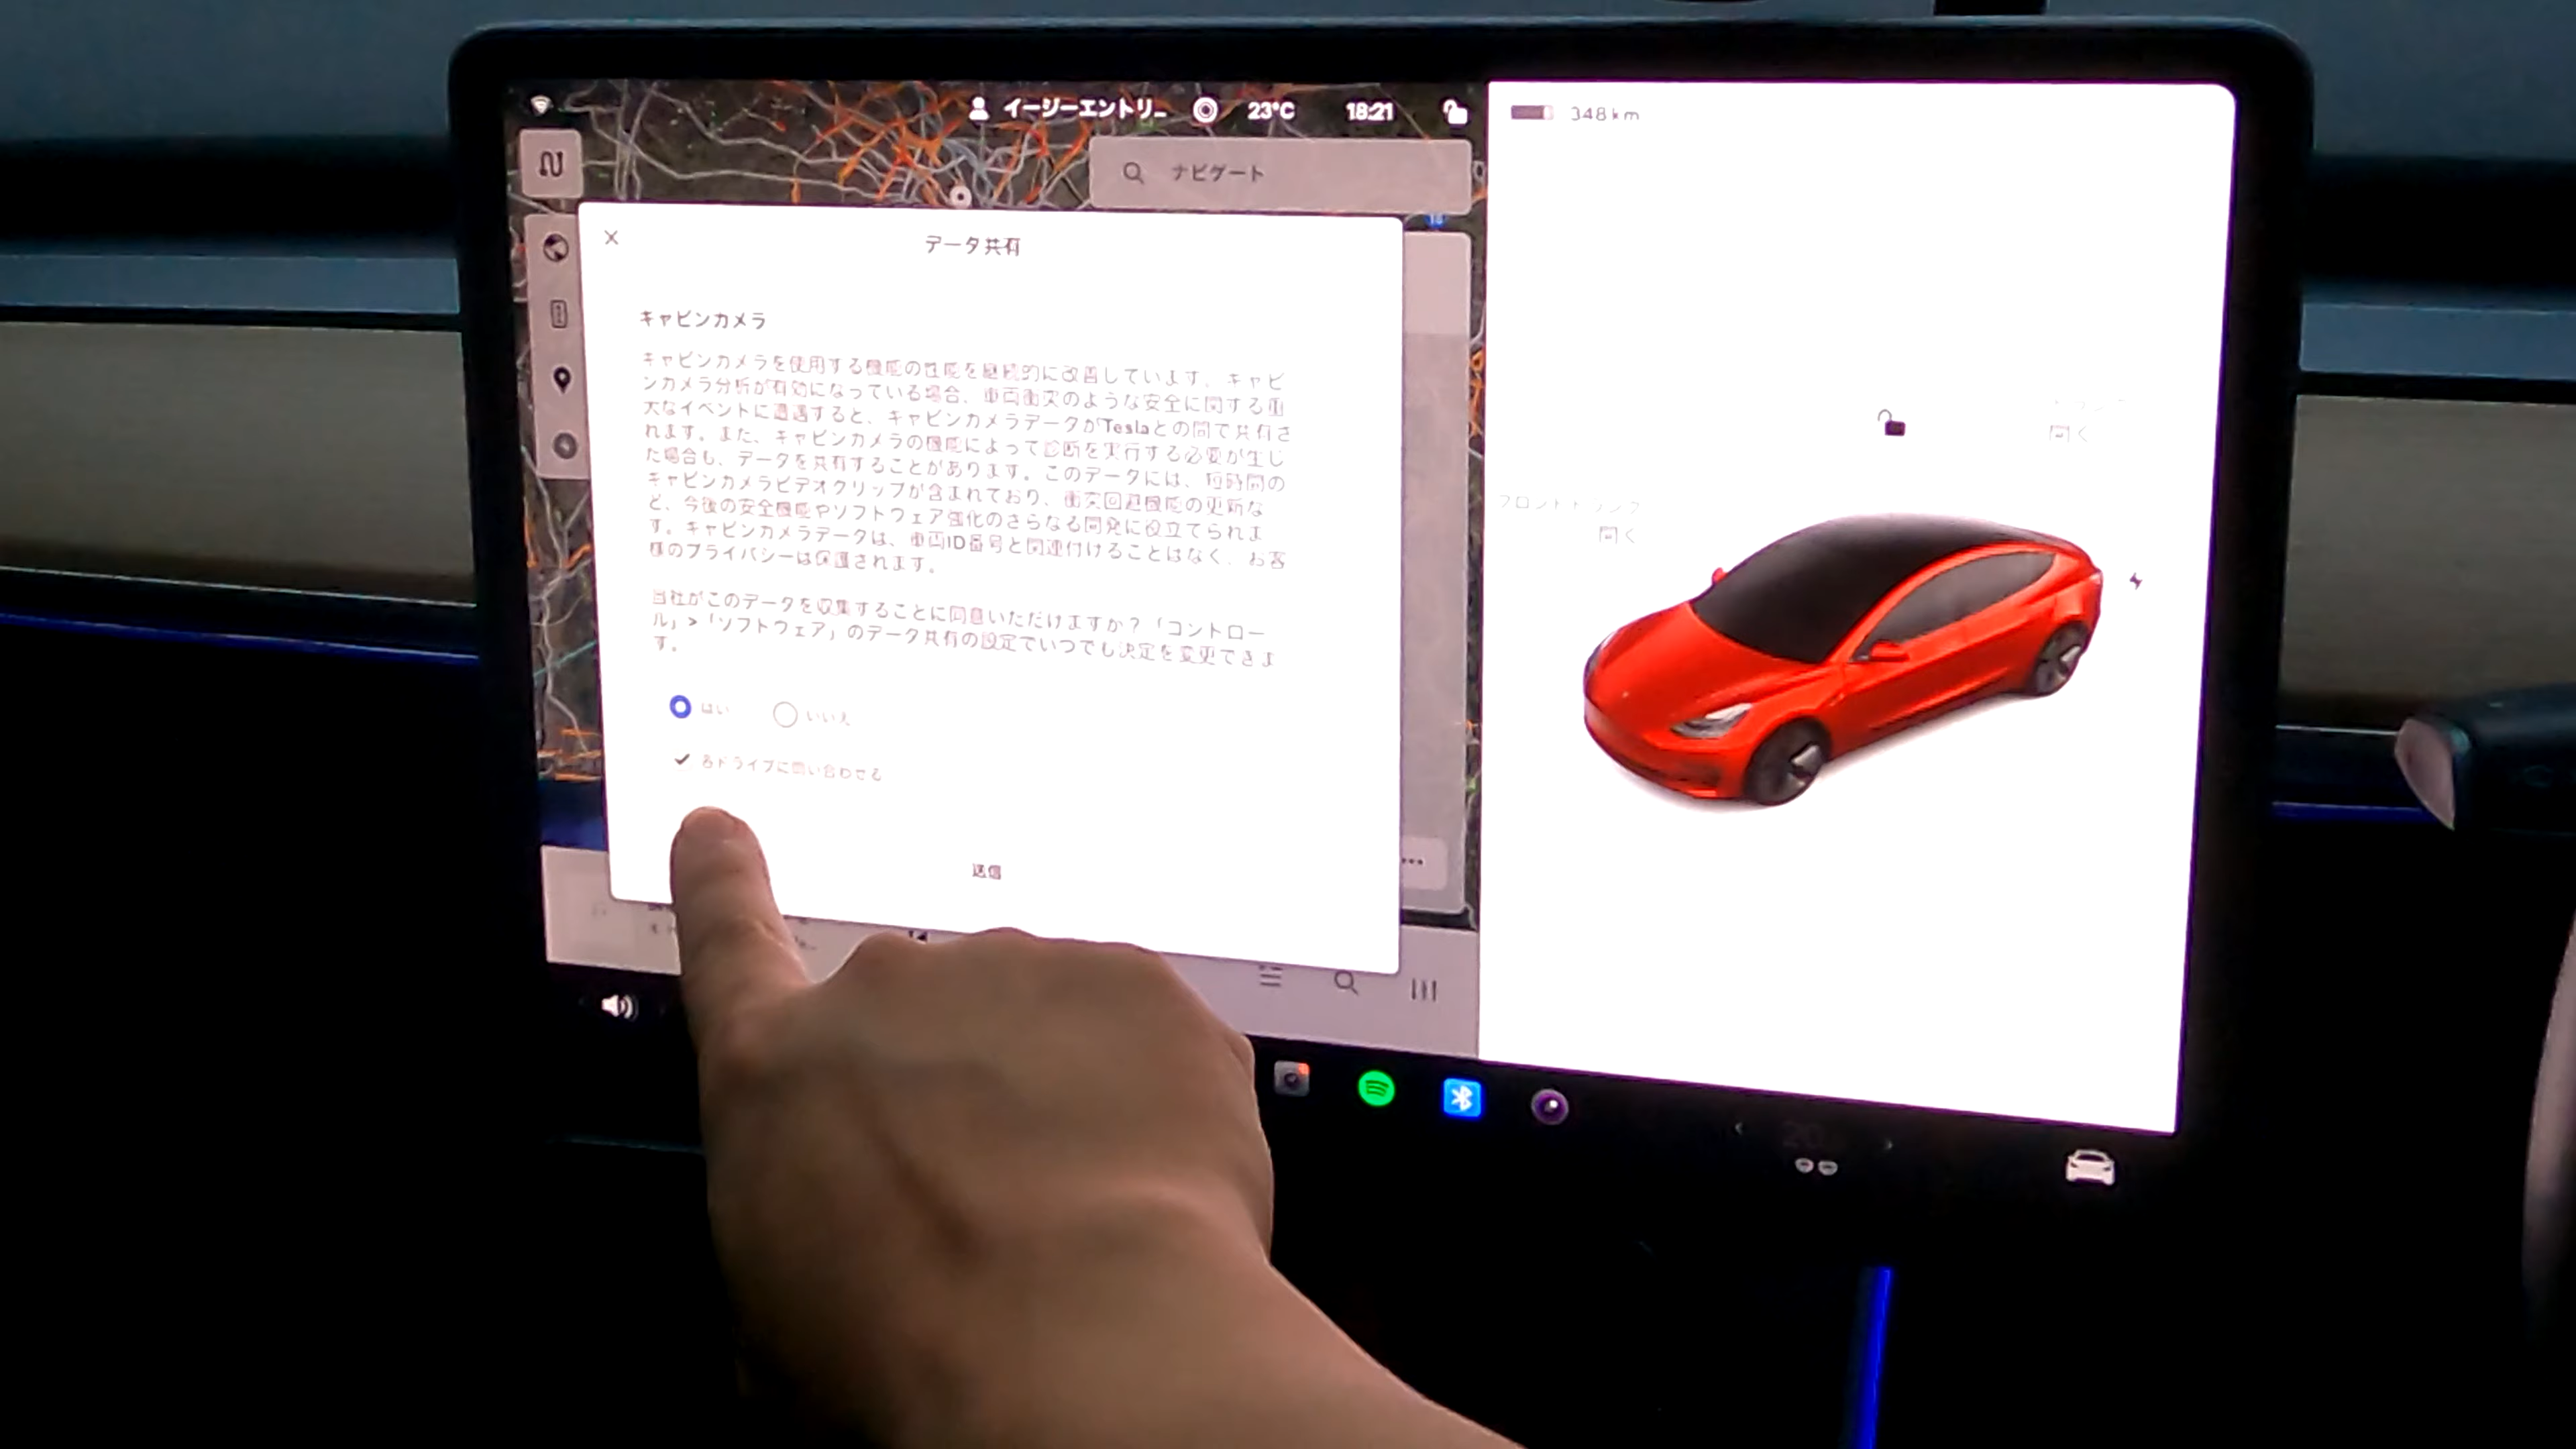 イージーエントリ_
23°C
18:21
348km
ナビゲート
データ共有
キャビンカメラ
キャビンカメラを使用する機能の性能を継続的に改善しています。キャビ
ンカメラ分析が有効になっている場合、車両衝突のような安全に関する重
大なイベントに遭遇すると、キャビンカメラデータがTeslaとの間で共有さ
れます。また、キャビンカメラの機能によって診断を実行する必要が生じ
た場合も、データを共有することがあります。このデータには、短時間の
キャビンカメラビデオクリップが含まれており、衝突回避機能の更新な
ど、今後の安全機能やソフトウェア強化のさらなる開発に役立てられま
す。キャビンカメラデータは、車両ID番号と関連付けることはなく、お客
様のプライバシーは保護されます。
当社がこのデータを収集することに同意いただけますか？「コントロー
ル」>「ソフトウェア」のデータ共有の設定でいつでも決定を変更できま
す。
はい
いいえ
各ドライブに問い合わせる
送信
トランク
開く
フロントトランク
開く